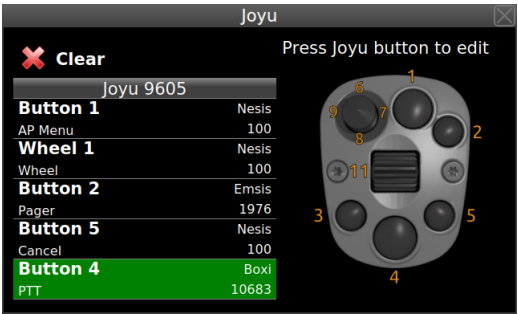 Joyu
Clear
Press Joyu button to edit
Joyu 9605
Button 1 Nesis
AP Menu 100
Wheel 1 Nesis
Wheel 100
Button 2 Emsis
Pager 1976
Button 5 Nesis
Cancel 100
Button 4 Boxi
PTT 10683
1
6
9 7
8
2
11
3 5
4